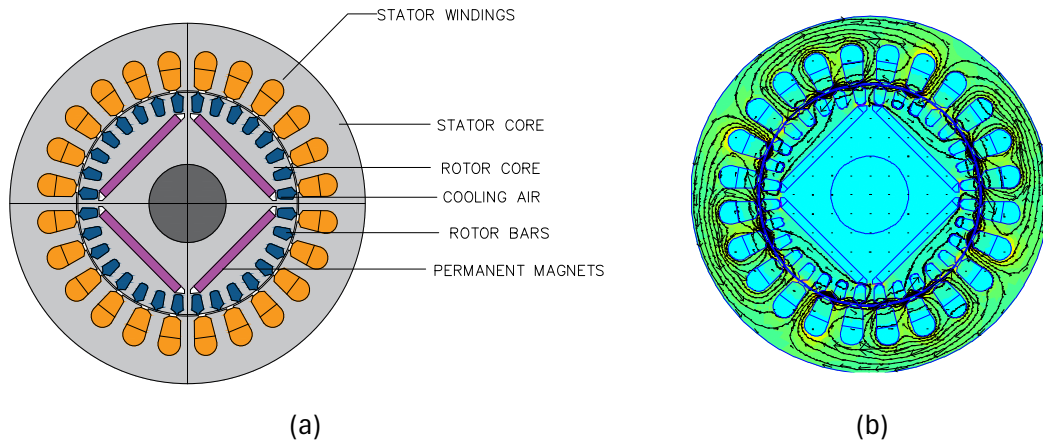 STATOR WINDINGS
STATOR CORE
ROTOR CORE
COOLING AIR
ROTOR BARS
PERMANENT MAGNETS
(a)
(b)